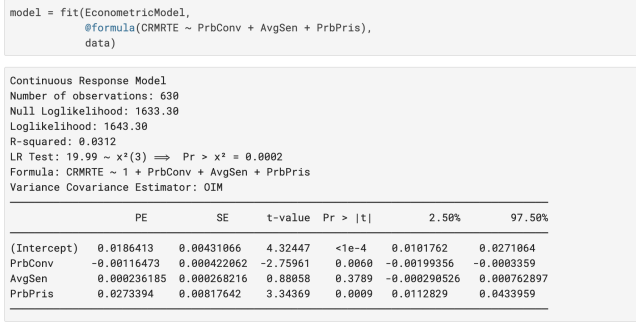 model = fit(EconometricModel,
@formula(CRMRTE ~ PrbConv + AvgSen + PrbPris),
data)
Continuous Response Model
Number of observations: 630
Null Loglikelihood: 1633.30
Loglikelihood: 1643.30
R-squared: 0.0312
LR Test: 19.99 ~ χ²(3) ⟹ Pr > χ² = 0.0002
Formula: CRMRTE ~ 1 + PrbConv + AvgSen + PrbPris
Variance Covariance Estimator: OIM
PE SE t-value Pr > |t| 2.50% 97.50%
(Intercept) 0.0186413 0.00431066 4.32447 <1e-4 0.0101762 0.0271064
PrbConv -0.00116473 0.000422062 -2.75961 0.0060 -0.00199356 -0.0003359
AvgSen 0.000236185 0.000268216 0.88058 0.3789 -0.000290526 0.000762897
PrbPris 0.0273394 0.00817642 3.34369 0.0009 0.0112829 0.0433959